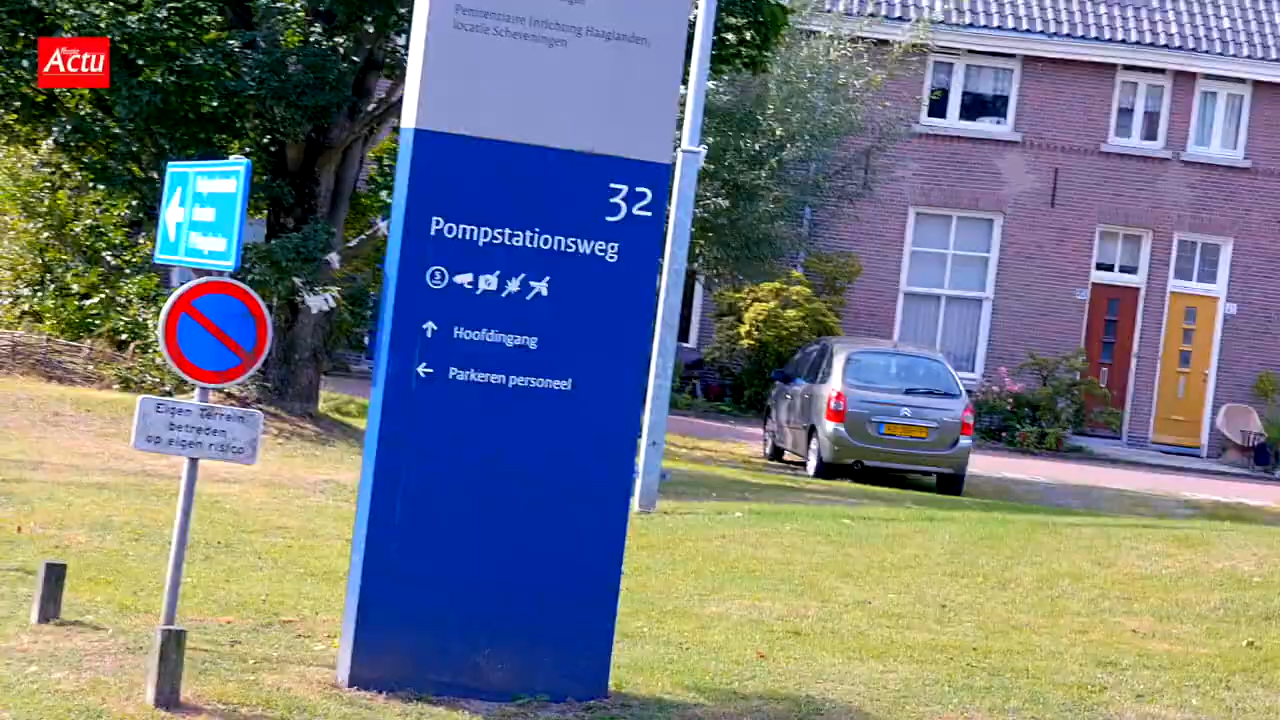 Actu
Penitentiaire Inrichting Haaglanden,
locatie Scheveningen
32
Pompstationsweg
Hoofdingang
Parkeren personeel
Eigen Terrein
betreden
op eigen risico